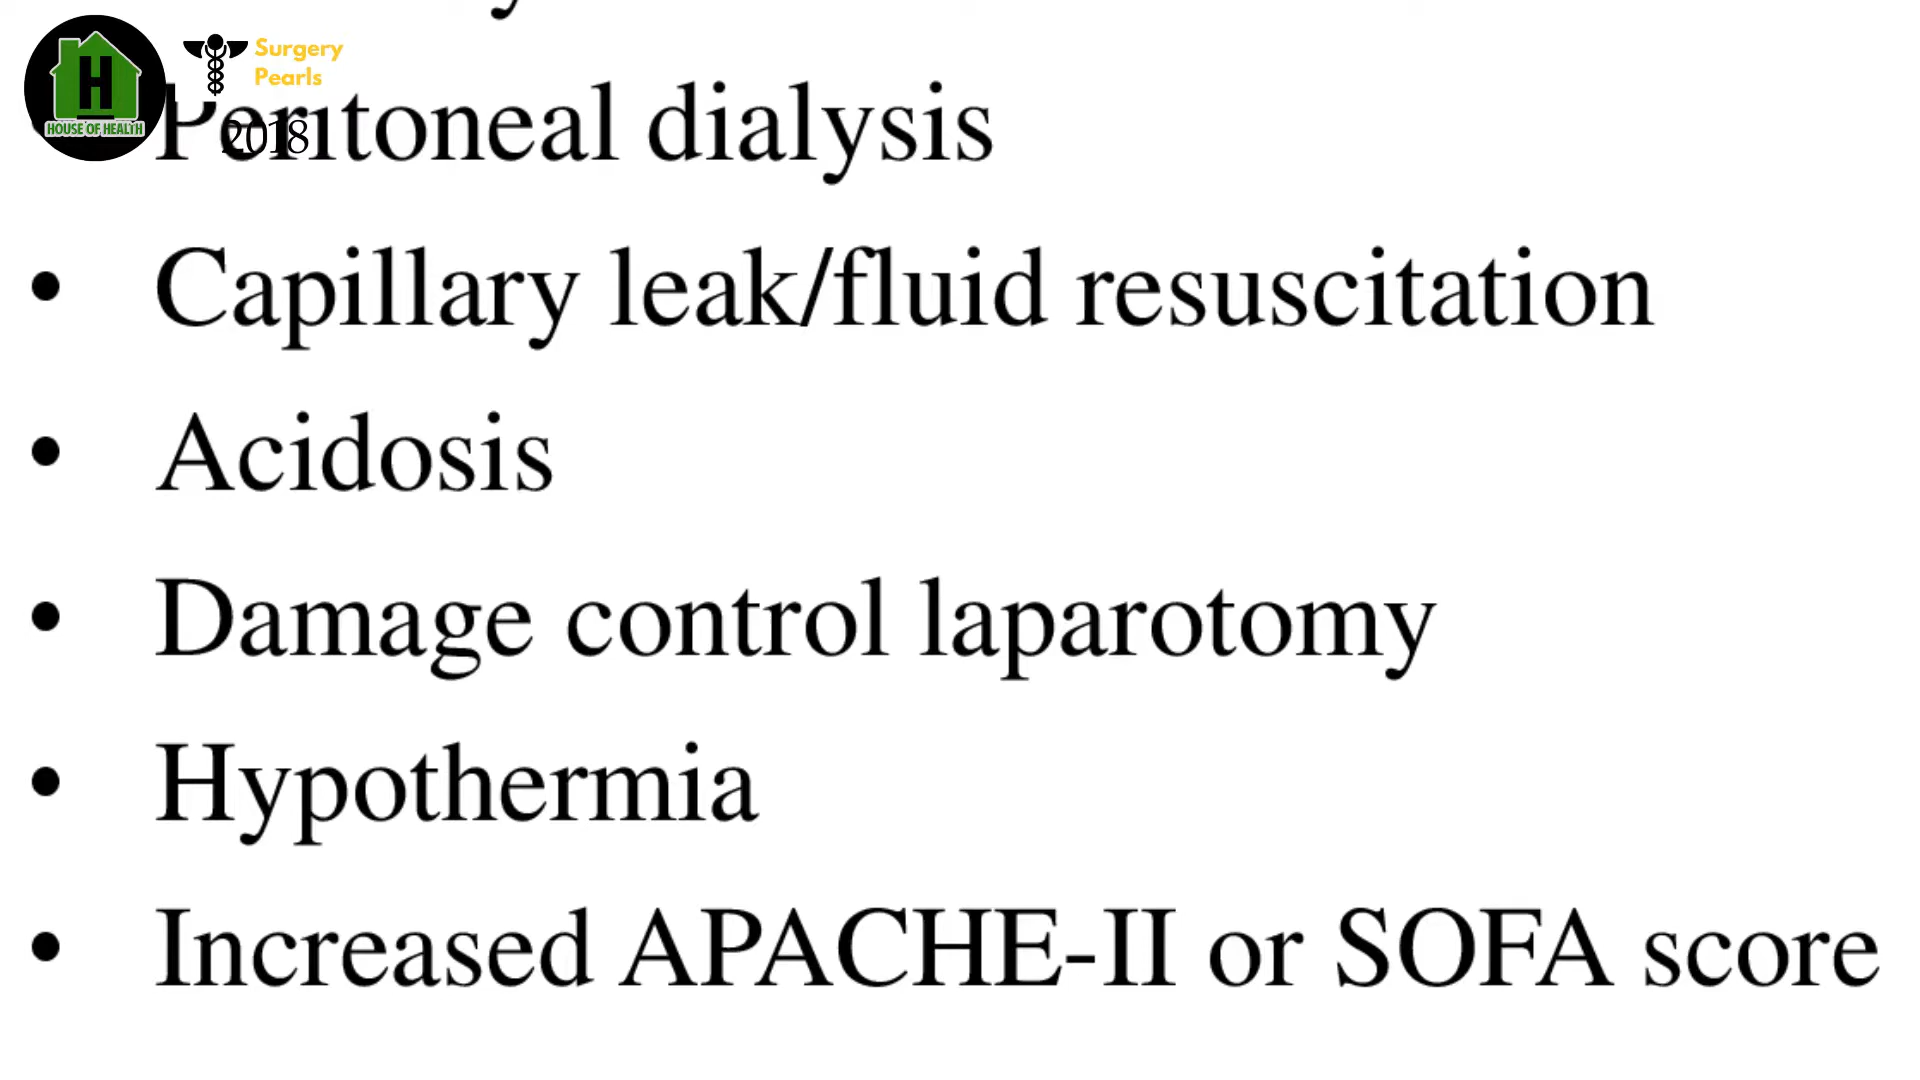 Surgery
Pearls
H
HOUSE OF HEALTH
2018
Peritoneal dialysis
• Capillary leak/fluid resuscitation
• Acidosis
• Damage control laparotomy
• Hypothermia
• Increased APACHE-II or SOFA score